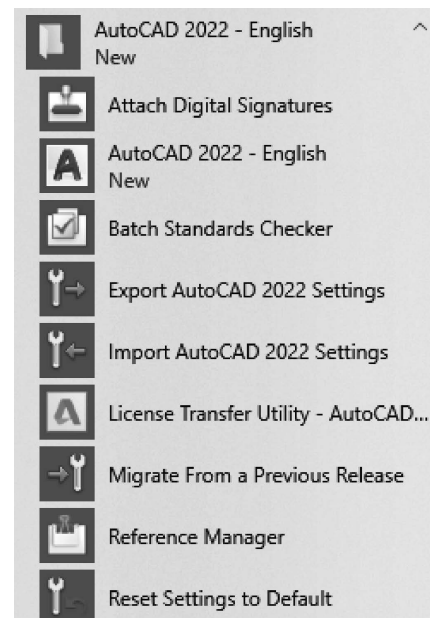 AutoCAD 2022 - English
New
Attach Digital Signatures
AutoCAD 2022 - English
New
Batch Standards Checker
Export AutoCAD 2022 Settings
Import AutoCAD 2022 Settings
License Transfer Utility - AutoCAD...
Migrate From a Previous Release
Reference Manager
Reset Settings to Default